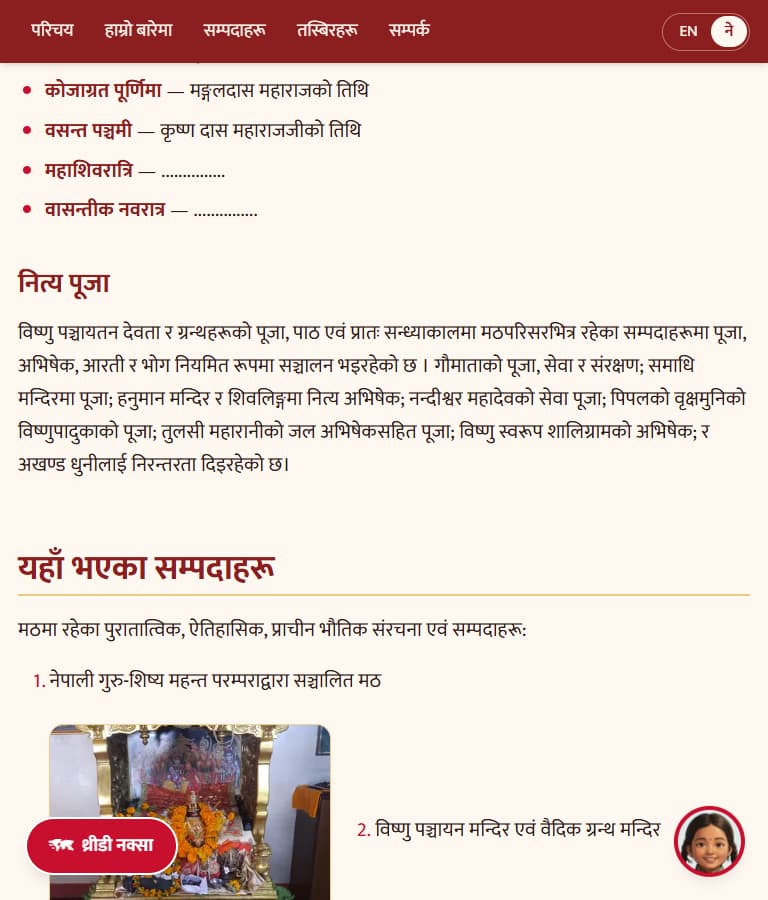 परिचय हाम्रो बारेमा सम्पदाहरू तस्बिरहरू सम्पर्क EN ने
कोजाग्रत पूर्णिमा — मङ्गलदास महाराजको तिथि
वसन्त पञ्चमी — कृष्ण दास महाराजजीको तिथि
महाशिवरात्रि — ...............
वासन्तीक नवरात्र — ...............
नित्य पूजा
विष्णु पञ्चायतन देवता र ग्रन्थहरूको पूजा, पाठ एवं प्रातः सन्ध्याकालमा मठपरिसरभित्र रहेका सम्पदाहरूमा पूजा,
अभिषेक, आरती र भोग नियमित रूपमा सञ्चालन भइरहेको छ । गौमाताको पूजा, सेवा र संरक्षण; समाधि
मन्दिरमा पूजा; हनुमान मन्दिर र शिवलिङ्गमा नित्य अभिषेक; नन्दीश्वर महादेवको सेवा पूजा; पिपलको वृक्षमुनिको
विष्णुपादुकाको पूजा; तुलसी महारानीको जल अभिषेकसहित पूजा; विष्णु स्वरूप शालिग्रामको अभिषेक; र
अखण्ड धुनीलाई निरन्तरता दिइरहेको छ।
यहाँ भएका सम्पदाहरू
मठमा रहेका पुरातात्विक, ऐतिहासिक, प्राचीन भौतिक संरचना एवं सम्पदाहरू:
1. नेपाली गुरु-शिष्य महन्त परम्पराद्वारा सञ्चालित मठ
2. विष्णु पञ्चायन मन्दिर एवं वैदिक ग्रन्थ मन्दिर
थ्रीडी नक्सा